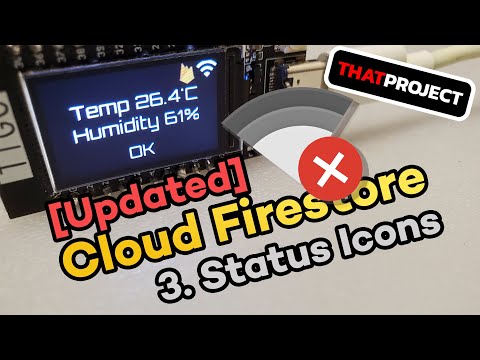 THATPROJECT
Temp 26.4°C
Humidity 61%
OK
[Updated]
Cloud Firestore
3. Status Icons